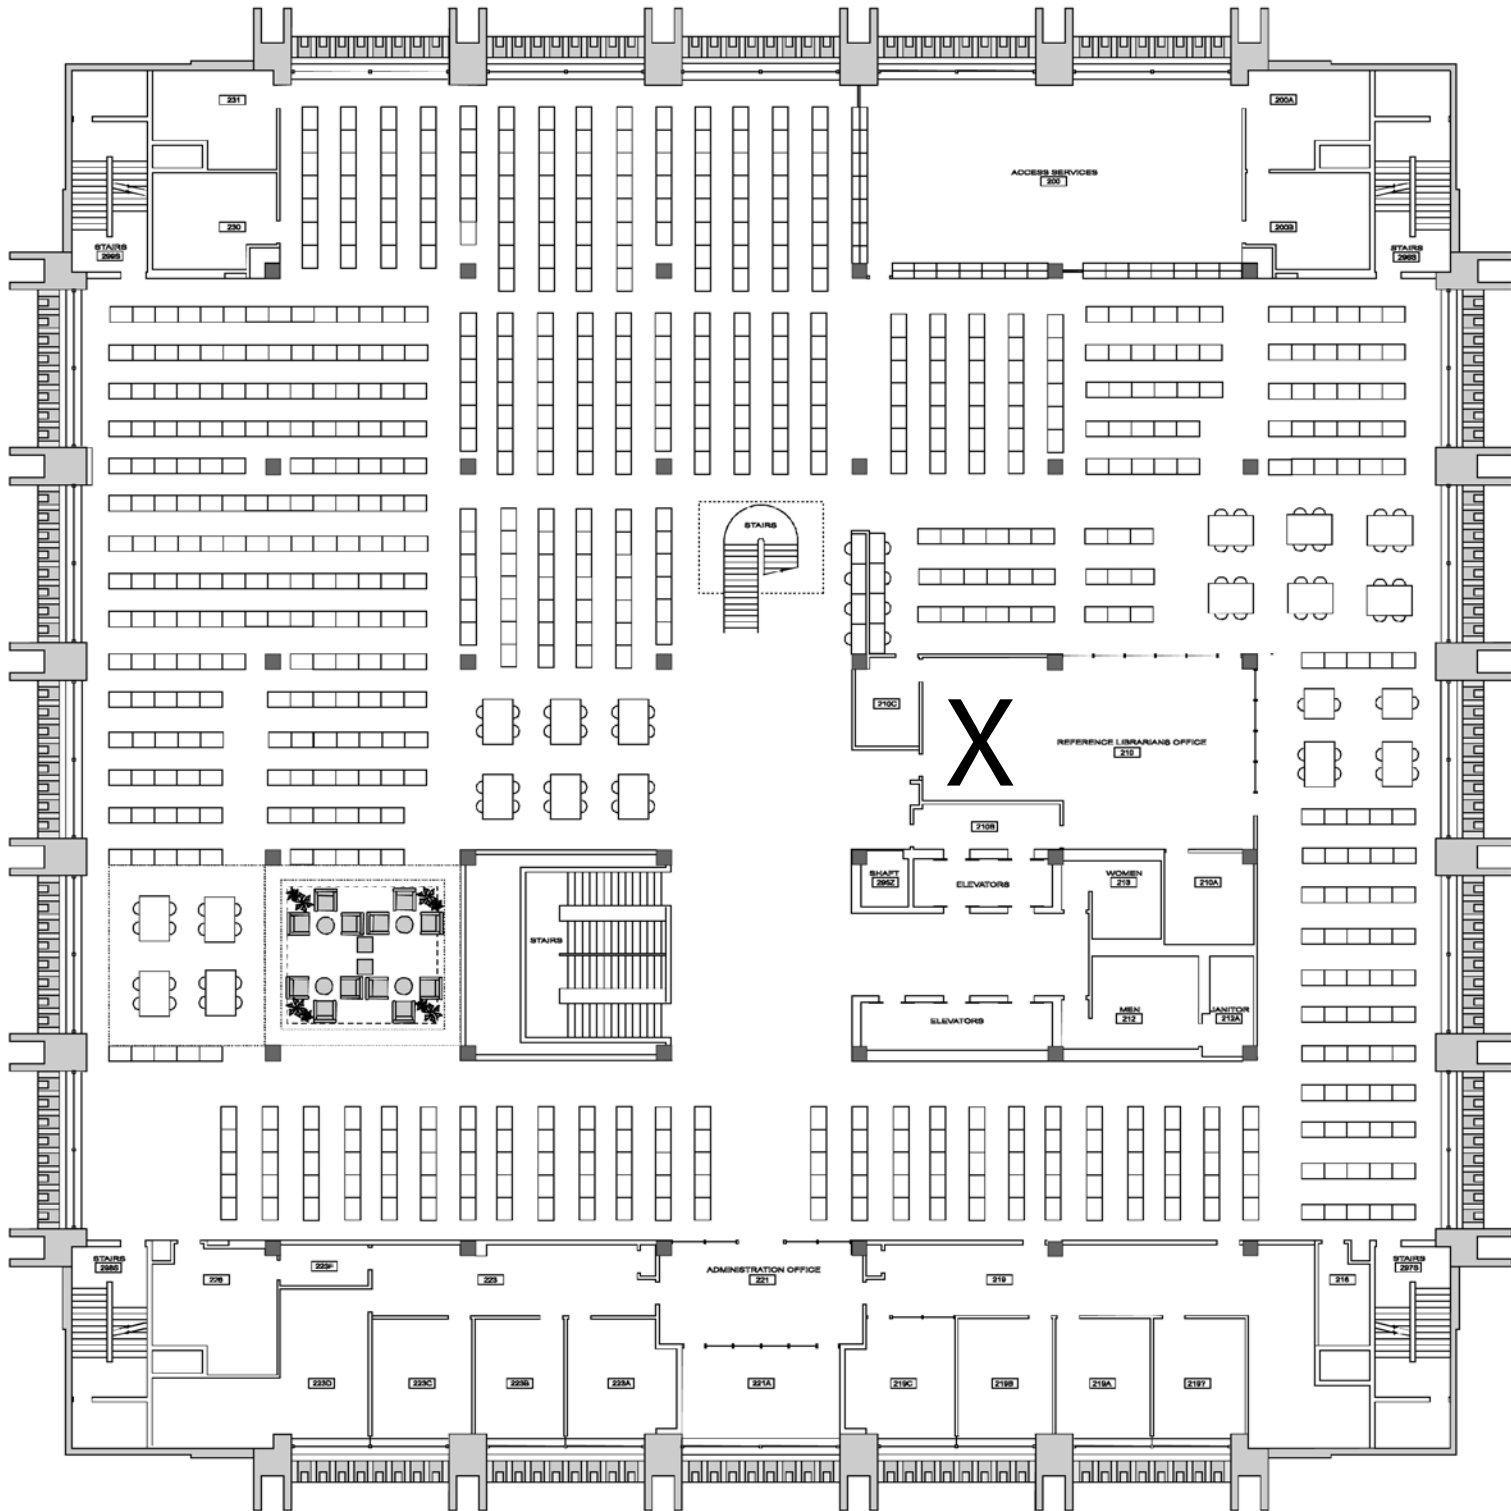 231
200A
ACCESS SERVICES
200
230
200B
STAIRS
299S
STAIRS
296S
STAIRS
210C
X
REFERENCE LIBRARIANS OFFICE
210
210B
SHAFT
295Z
ELEVATORS
WOMEN
213
210A
STAIRS
ELEVATORS
MEN
212
JANITOR
212A
STAIRS
298S
226
223F
223
ADMINISTRATION OFFICE
221
219
216
STAIRS
297S
223D
223C
223B
223A
221A
219C
219B
219A